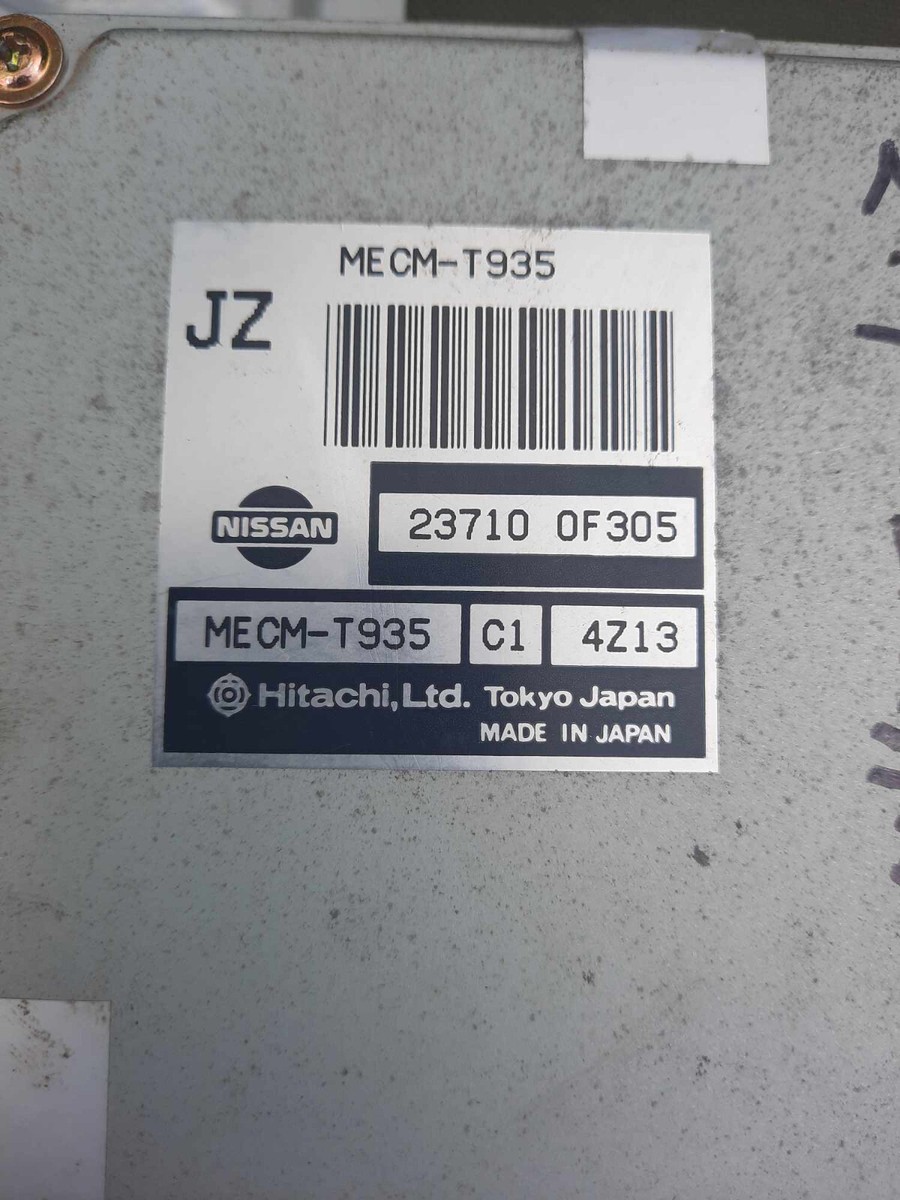 MECM-T935
JZ
NISSAN
23710 0F305
MECM-T935 C1 4Z13
Hitachi, Ltd. Tokyo Japan
MADE IN JAPAN